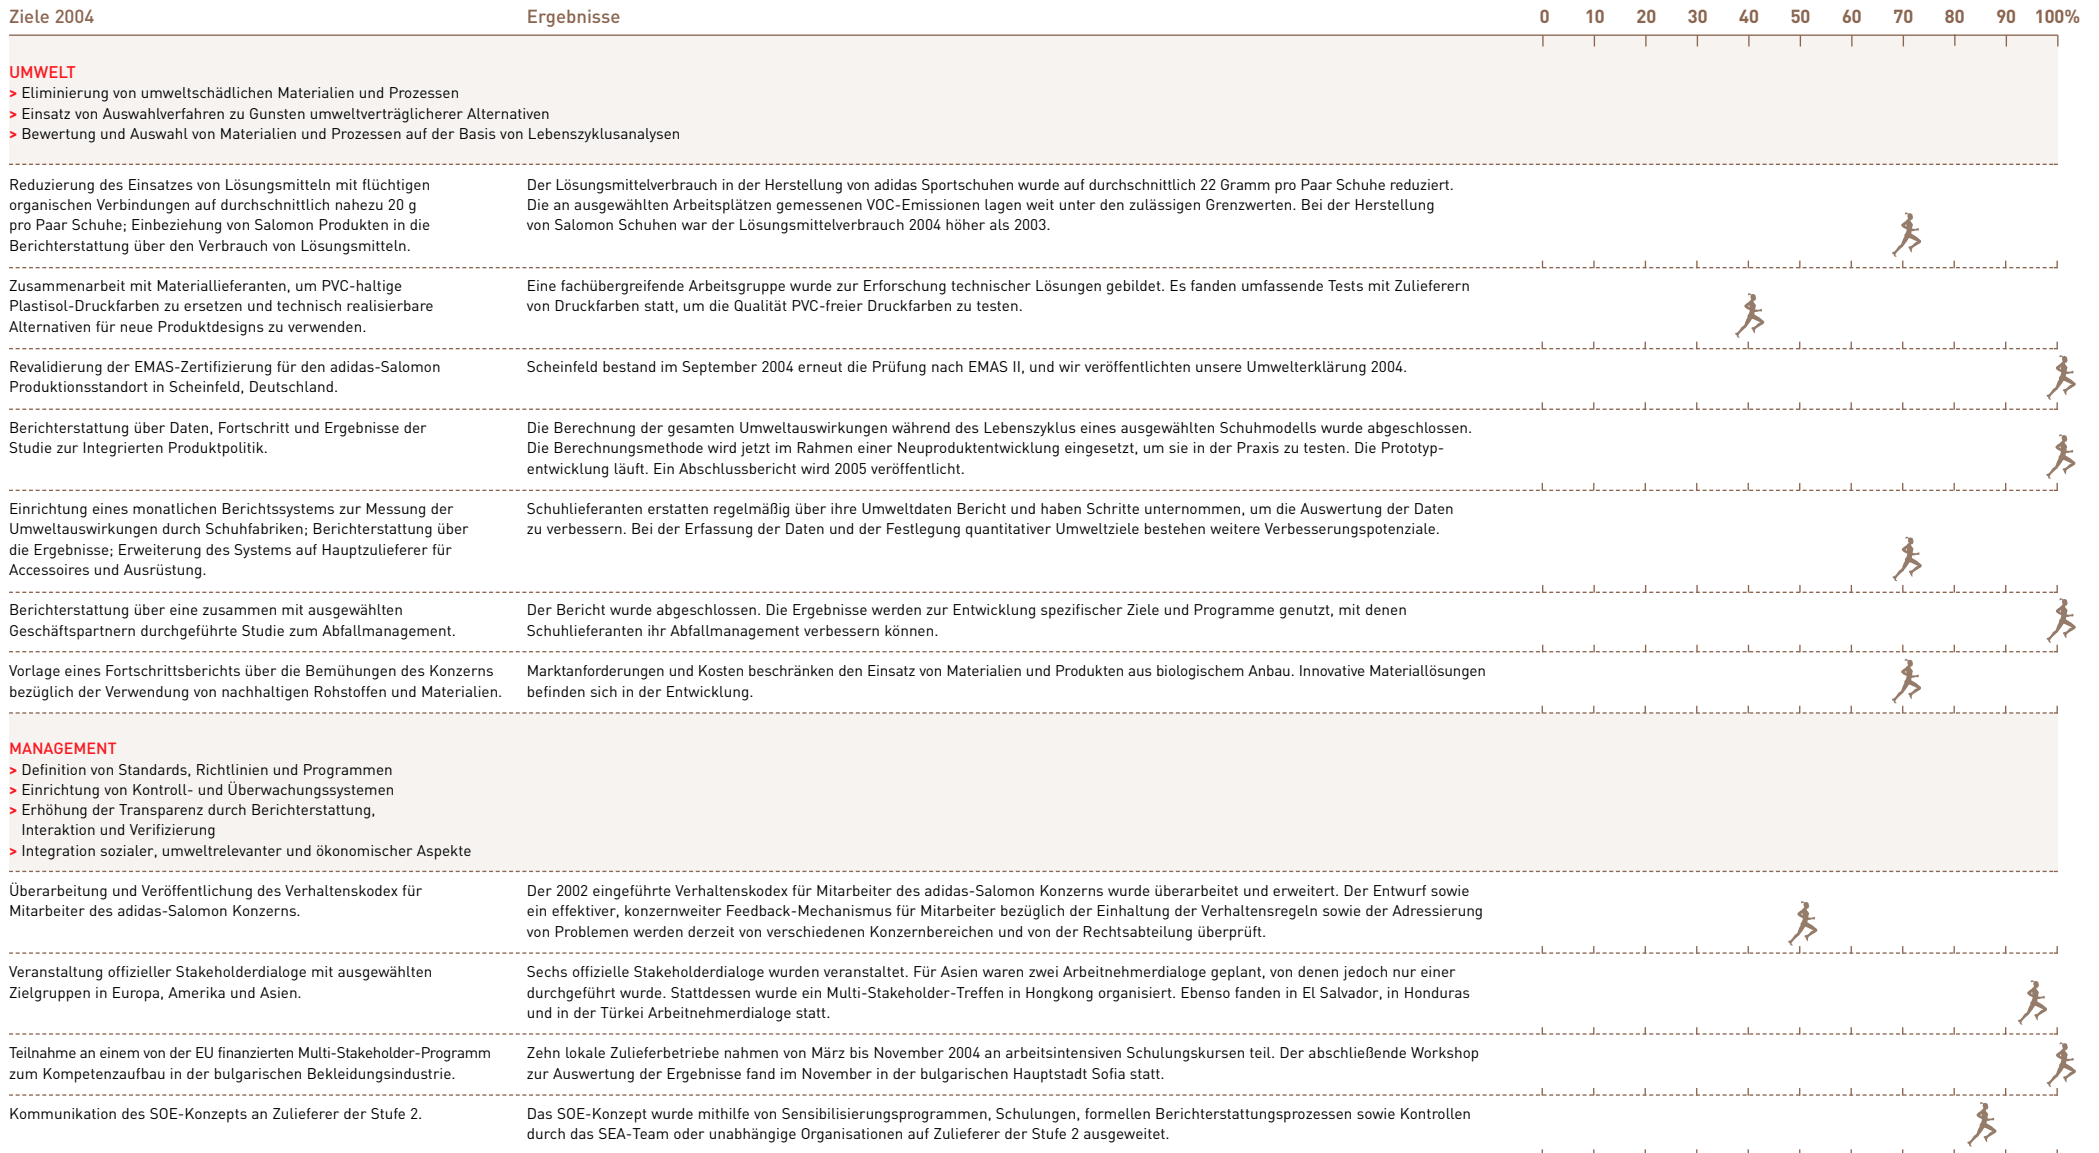 Ziele 2004 Ergebnisse 0 10 20 30 40 50 60 70 80 90 100%
UMWELT
> Eliminierung von umweltschädlichen Materialien und Prozessen
> Einsatz von Auswahlverfahren zu Gunsten umweltverträglicherer Alternativen
> Bewertung und Auswahl von Materialien und Prozessen auf der Basis von Lebenszyklusanalysen
Reduzierung des Einsatzes von Lösungsmitteln mit flüchtigen
organischen Verbindungen auf durchschnittlich nahezu 20 g
pro Paar Schuhe; Einbeziehung von Salomon Produkten in die
Berichterstattung über den Verbrauch von Lösungsmitteln.
Der Lösungsmittelverbrauch in der Herstellung von adidas Sportschuhen wurde auf durchschnittlich 22 Gramm pro Paar Schuhe reduziert.
Die an ausgewählten Arbeitsplätzen gemessenen VOC-Emissionen lagen weit unter den zulässigen Grenzwerten. Bei der Herstellung
von Salomon Schuhen war der Lösungsmittelverbrauch 2004 höher als 2003.
Zusammenarbeit mit Materiallieferanten, um PVC-haltige
Plastisol-Druckfarben zu ersetzen und technisch realisierbare
Alternativen für neue Produktdesigns zu verwenden.
Eine fachübergreifende Arbeitsgruppe wurde zur Erforschung technischer Lösungen gebildet. Es fanden umfassende Tests mit Zulieferern
von Druckfarben statt, um die Qualität PVC-freier Druckfarben zu testen.
Revalidierung der EMAS-Zertifizierung für den adidas-Salomon
Produktionsstandort in Scheinfeld, Deutschland.
Scheinfeld bestand im September 2004 erneut die Prüfung nach EMAS II, und wir veröffentlichten unsere Umwelterklärung 2004.
Berichterstattung über Daten, Fortschritt und Ergebnisse der
Studie zur Integrierten Produktpolitik.
Die Berechnung der gesamten Umweltauswirkungen während des Lebenszyklus eines ausgewählten Schuhmodells wurde abgeschlossen.
Die Berechnungsmethode wird jetzt im Rahmen einer Neuproduktentwicklung eingesetzt, um sie in der Praxis zu testen. Die Prototyp-
entwicklung läuft. Ein Abschlussbericht wird 2005 veröffentlicht.
Einrichtung eines monatlichen Berichtssystems zur Messung der
Umweltauswirkungen durch Schuhfabriken; Berichterstattung über
die Ergebnisse; Erweiterung des Systems auf Hauptzulieferer für
Accessoires und Ausrüstung.
Schuhlieferanten erstatten regelmäßig über ihre Umweltdaten Bericht und haben Schritte unternommen, um die Auswertung der Daten
zu verbessern. Bei der Erfassung der Daten und der Festlegung quantitativer Umweltziele bestehen weitere Verbesserungspotenziale.
Berichterstattung über eine zusammen mit ausgewählten
Geschäftspartnern durchgeführte Studie zum Abfallmanagement.
Der Bericht wurde abgeschlossen. Die Ergebnisse werden zur Entwicklung spezifischer Ziele und Programme genutzt, mit denen
Schuhlieferanten ihr Abfallmanagement verbessern können.
Vorlage eines Fortschrittsberichts über die Bemühungen des Konzerns
bezüglich der Verwendung von nachhaltigen Rohstoffen und Materialien.
Marktanforderungen und Kosten beschränken den Einsatz von Materialien und Produkten aus biologischem Anbau. Innovative Materiallösungen
befinden sich in der Entwicklung.
MANAGEMENT
> Definition von Standards, Richtlinien und Programmen
> Einrichtung von Kontroll- und Überwachungssystemen
> Erhöhung der Transparenz durch Berichterstattung,
Interaktion und Verifizierung
> Integration sozialer, umweltrelevanter und ökonomischer Aspekte
Überarbeitung und Veröffentlichung des Verhaltenskodex für
Mitarbeiter des adidas-Salomon Konzerns.
Der 2002 eingeführte Verhaltenskodex für Mitarbeiter des adidas-Salomon Konzerns wurde überarbeitet und erweitert. Der Entwurf sowie
ein effektiver, konzernweiter Feedback-Mechanismus für Mitarbeiter bezüglich der Einhaltung der Verhaltensregeln sowie der Adressierung
von Problemen werden derzeit von verschiedenen Konzernbereichen und von der Rechtsabteilung überprüft.
Veranstaltung offizieller Stakeholderdialoge mit ausgewählten
Zielgruppen in Europa, Amerika und Asien.
Sechs offizielle Stakeholderdialoge wurden veranstaltet. Für Asien waren zwei Arbeitnehmerdialoge geplant, von denen jedoch nur einer
durchgeführt wurde. Stattdessen wurde ein Multi-Stakeholder-Treffen in Hongkong organisiert. Ebenso fanden in El Salvador, in Honduras
und in der Türkei Arbeitnehmerdialoge statt.
Teilnahme an einem von der EU finanzierten Multi-Stakeholder-Programm
zum Kompetenzaufbau in der bulgarischen Bekleidungsindustrie.
Zehn lokale Zulieferbetriebe nahmen von März bis November 2004 an arbeitsintensiven Schulungskursen teil. Der abschließende Workshop
zur Auswertung der Ergebnisse fand im November in der bulgarischen Hauptstadt Sofia statt.
Kommunikation des SOE-Konzepts an Zulieferer der Stufe 2.
Das SOE-Konzept wurde mithilfe von Sensibilisierungsprogrammen, Schulungen, formellen Berichterstattungsprozessen sowie Kontrollen
durch das SEA-Team oder unabhängige Organisationen auf Zulieferer der Stufe 2 ausgeweitet.